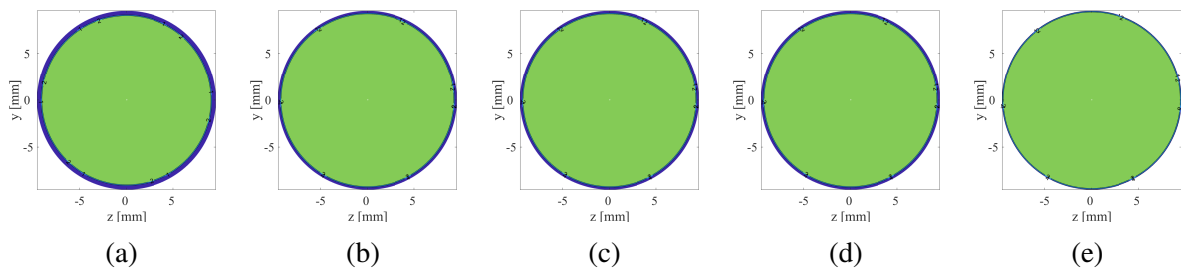 5 5 5 5 5
0 0 0 0 0
-5 -5 -5 -5 -5
y [mm] y [mm] y [mm] y [mm] y [mm]
-5 0 5 -5 0 5 -5 0 5 -5 0 5 -5 0 5
z [mm] z [mm] z [mm] z [mm] z [mm]
(a) (b) (c) (d) (e)